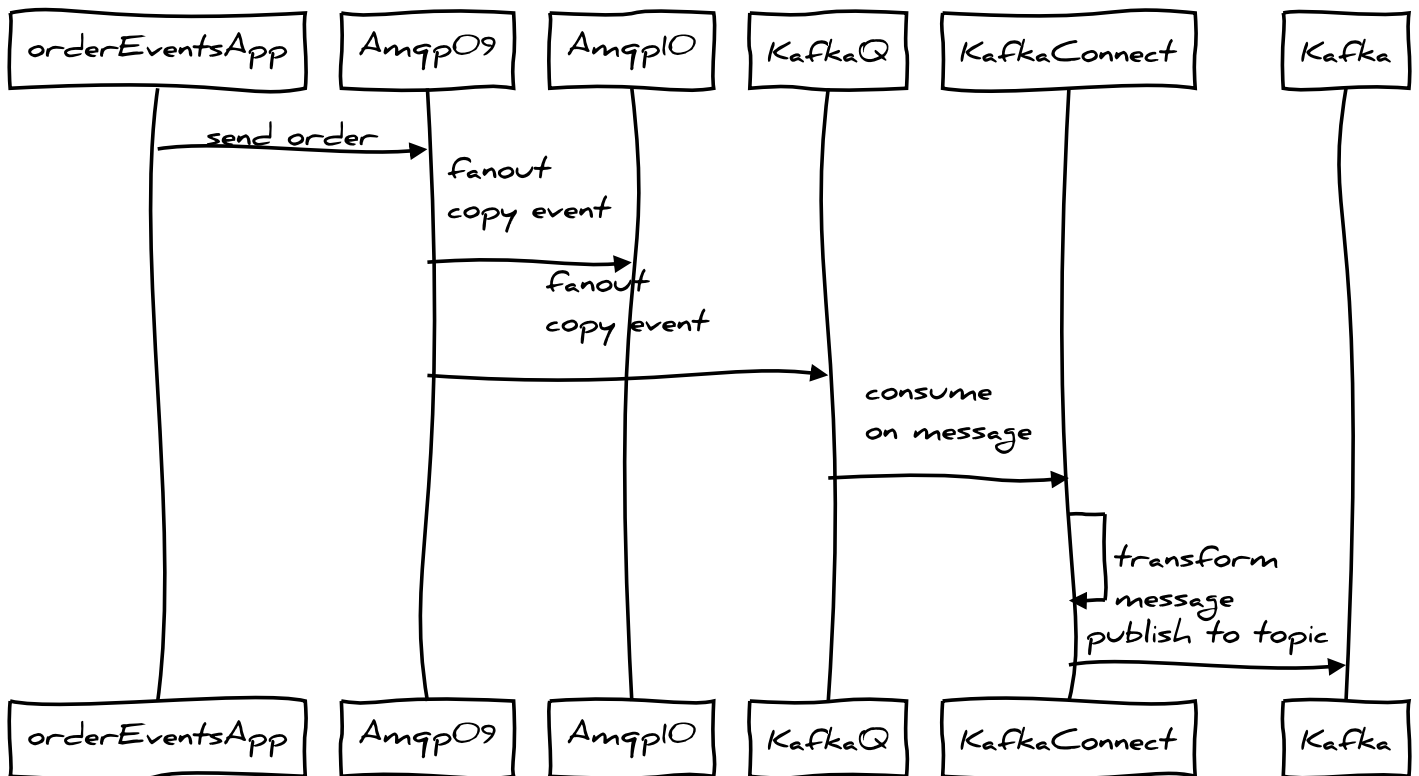 orderEventsApp
Amqp09
Amqp10
KafkaQ
KafkaConnect
Kafka
send order
fanout
copy event
fanout
copy event
consume
on message
transform
message
publish to topic
orderEventsApp
Amqp09
Amqp10
KafkaQ
KafkaConnect
Kafka